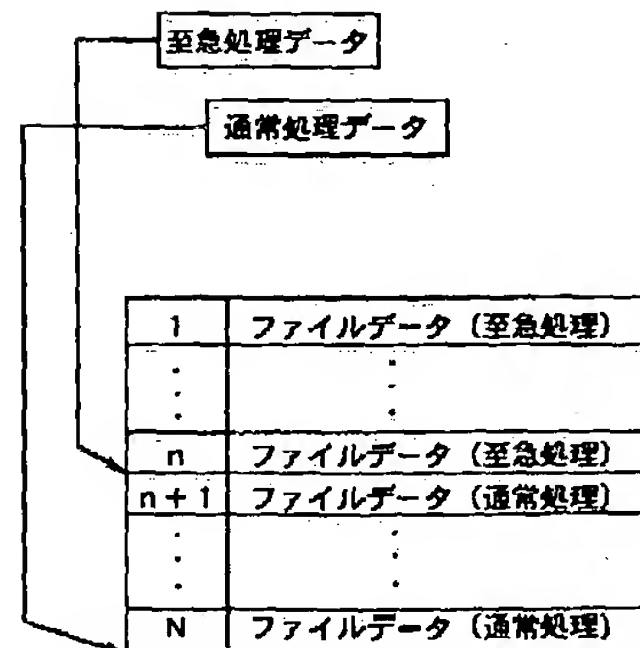 至急処理データ
通常処理データ
1 ファイルデータ (至急処理)
n ファイルデータ (至急処理)
n+1 ファイルデータ (通常処理)
N ファイルデータ (通常処理)